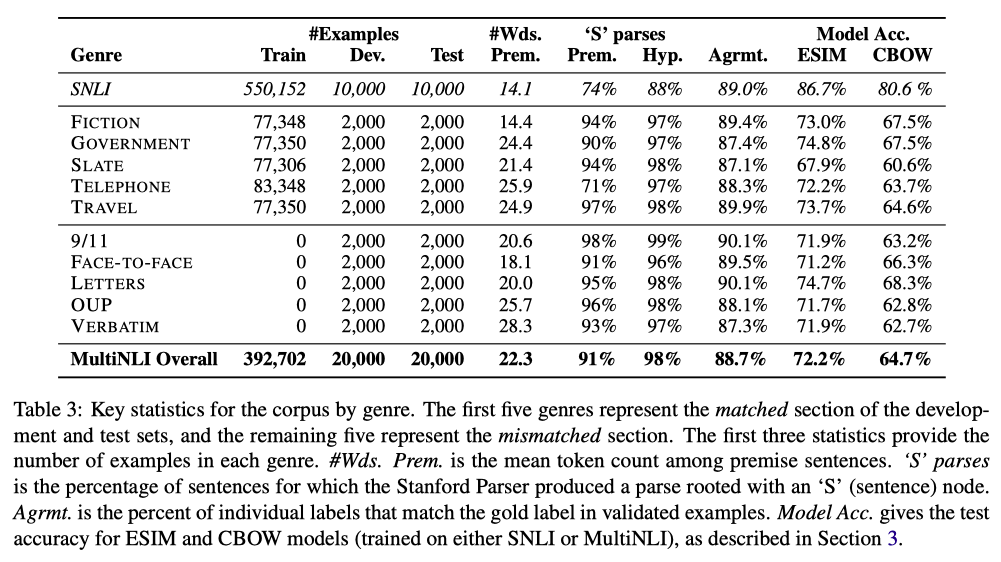 #Examples #Wds. ‘S’ parses Model Acc.
Genre Train Dev. Test Prem. Prem. Hyp. Agrmt. ESIM CBOW
SNLI 550,152 10,000 10,000 14.1 74% 88% 89.0% 86.7% 80.6 %
FICTION 77,348 2,000 2,000 14.4 94% 97% 89.4% 73.0% 67.5%
GOVERNMENT 77,350 2,000 2,000 24.4 90% 97% 87.4% 74.8% 67.5%
SLATE 77,306 2,000 2,000 21.4 94% 98% 87.1% 67.9% 60.6%
TELEPHONE 83,348 2,000 2,000 25.9 71% 97% 88.3% 72.2% 63.7%
TRAVEL 77,350 2,000 2,000 24.9 97% 98% 89.9% 73.7% 64.6%
9/11 0 2,000 2,000 20.6 98% 99% 90.1% 71.9% 63.2%
FACE-TO-FACE 0 2,000 2,000 18.1 91% 96% 89.5% 71.2% 66.3%
LETTERS 0 2,000 2,000 20.0 95% 98% 90.1% 74.7% 68.3%
OUP 0 2,000 2,000 25.7 96% 98% 88.1% 71.7% 62.8%
VERBATIM 0 2,000 2,000 28.3 93% 97% 87.3% 71.9% 62.7%
MultiNLI Overall 392,702 20,000 20,000 22.3 91% 98% 88.7% 72.2% 64.7%
Table 3: Key statistics for the corpus by genre. The first five genres represent the matched section of the develop-
ment and test sets, and the remaining five represent the mismatched section. The first three statistics provide the
number of examples in each genre. #Wds. Prem. is the mean token count among premise sentences. ‘S’ parses
is the percentage of sentences for which the Stanford Parser produced a parse rooted with an ‘S’ (sentence) node.
Agrmt. is the percent of individual labels that match the gold label in validated examples. Model Acc. gives the test
accuracy for ESIM and CBOW models (trained on either SNLI or MultiNLI), as described in Section 3.